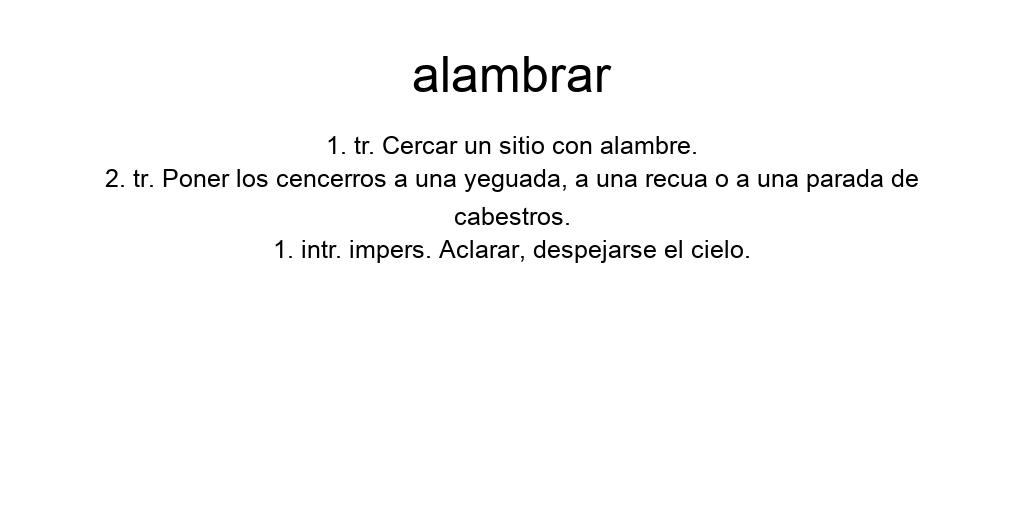 alambrar
1. tr. Cercar un sitio con alambre.
2. tr. Poner los cencerros a una yeguada, a una recua o a una parada de
cabestros.
1. intr. impers. Aclarar, despejarse el cielo.